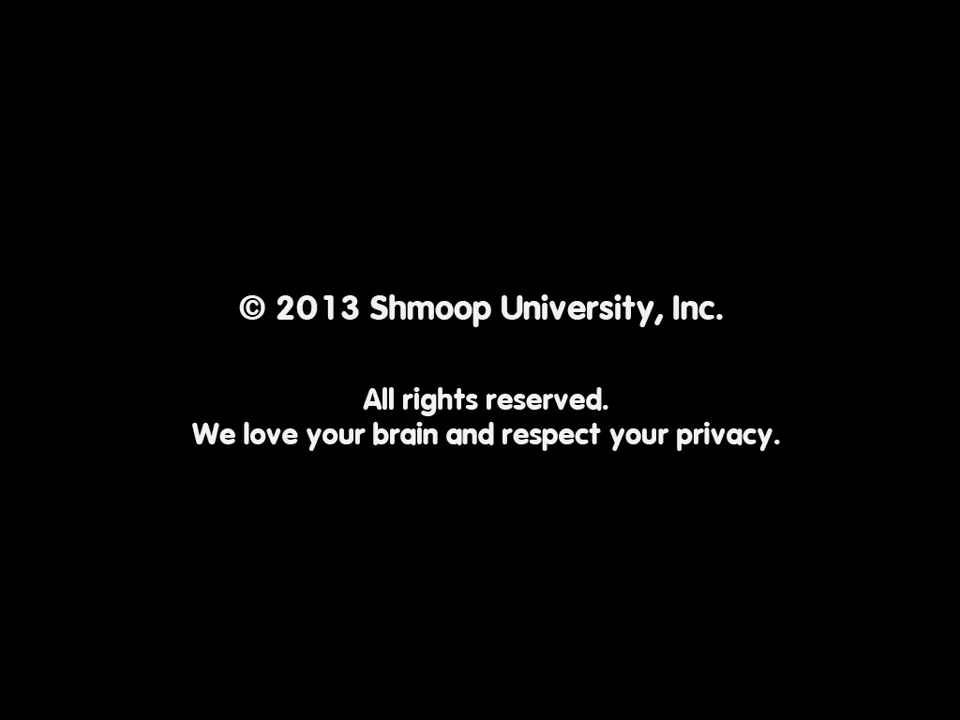 © 2013 Shmoop University, Inc.
All rights reserved.
We love your brain and respect your privacy.